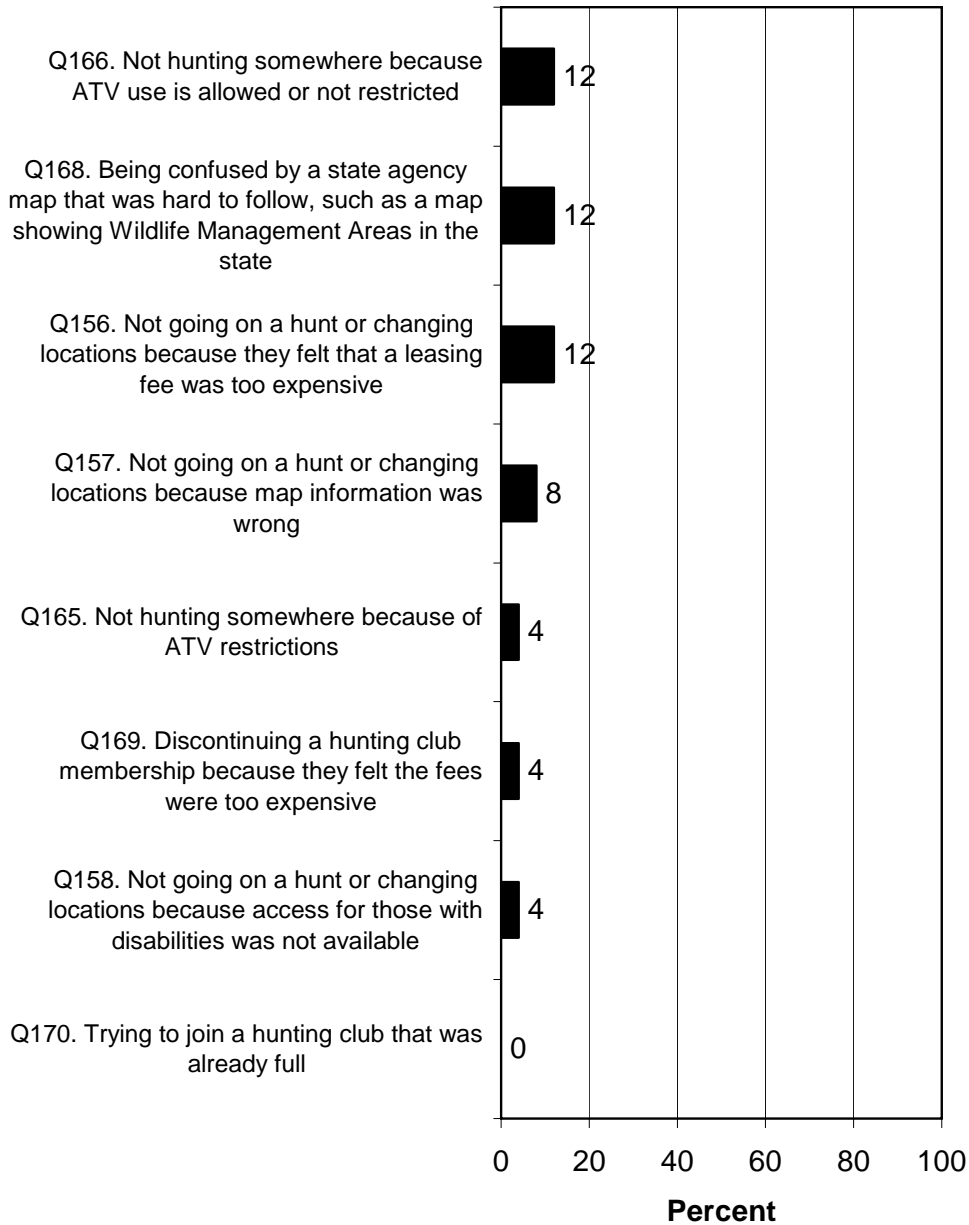 Q166. Not hunting somewhere because
ATV use is allowed or not restricted
12
Q168. Being confused by a state agency
map that was hard to follow, such as a map
showing Wildlife Management Areas in the
state
12
Q156. Not going on a hunt or changing
locations because they felt that a leasing
fee was too expensive
12
Q157. Not going on a hunt or changing
locations because map information was
wrong
8
Q165. Not hunting somewhere because of
ATV restrictions
4
Q169. Discontinuing a hunting club
membership because they felt the fees
were too expensive
4
Q158. Not going on a hunt or changing
locations because access for those with
disabilities was not available
4
Q170. Trying to join a hunting club that was
already full
0
0 20 40 60 80 100
Percent